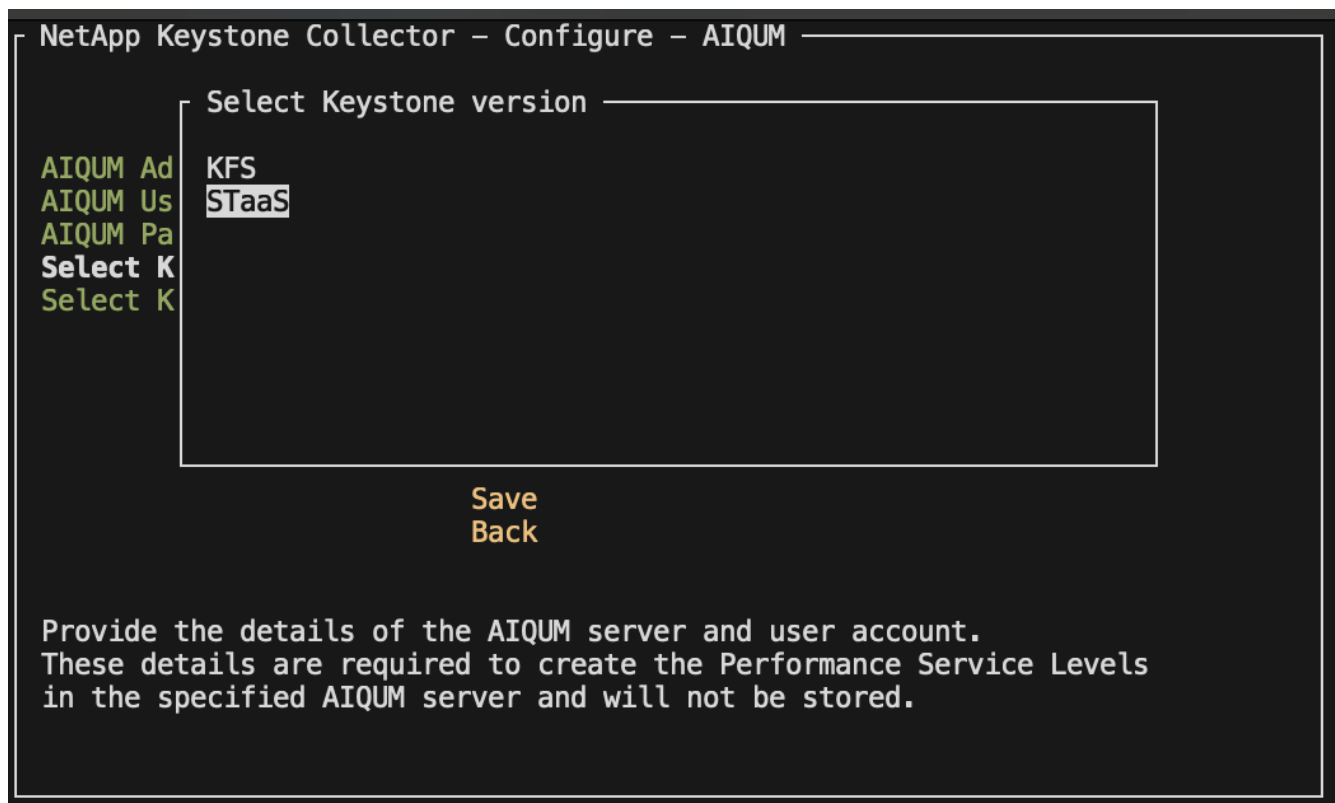 NetApp Keystone Collector – Configure – AIQUM
Select Keystone version
AIQUM Ad
KFS
AIQUM Us
STaaS
AIQUM Pa
Select K
Select K
Save
Back
Provide the details of the AIQUM server and user account.
These details are required to create the Performance Service Levels
in the specified AIQUM server and will not be stored.